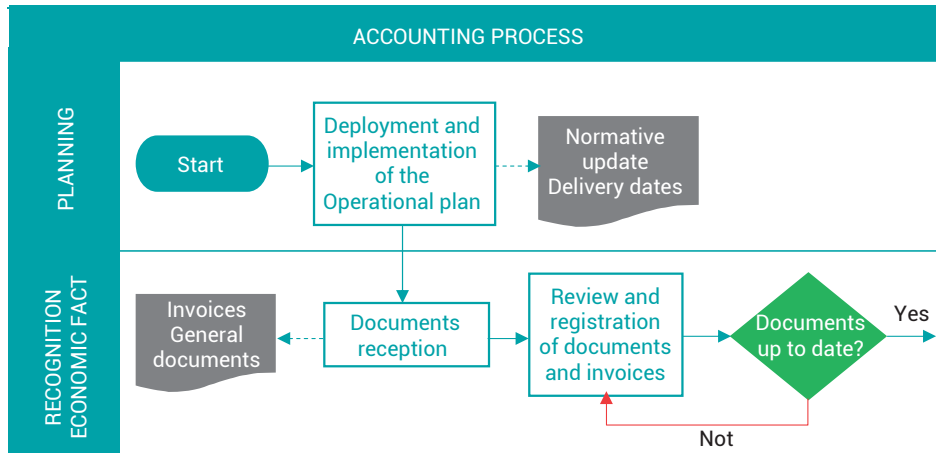 ACCOUNTING PROCESS
PLANNING
Start
Deployment and
implementation
of the
Operational plan
Normative
update
Delivery dates
RECOGNITION
ECONOMIC FACT
Invoices
General
documents
Documents
reception
Review and
registration
of documents
and invoices
Documents
up to date?
Yes
Not